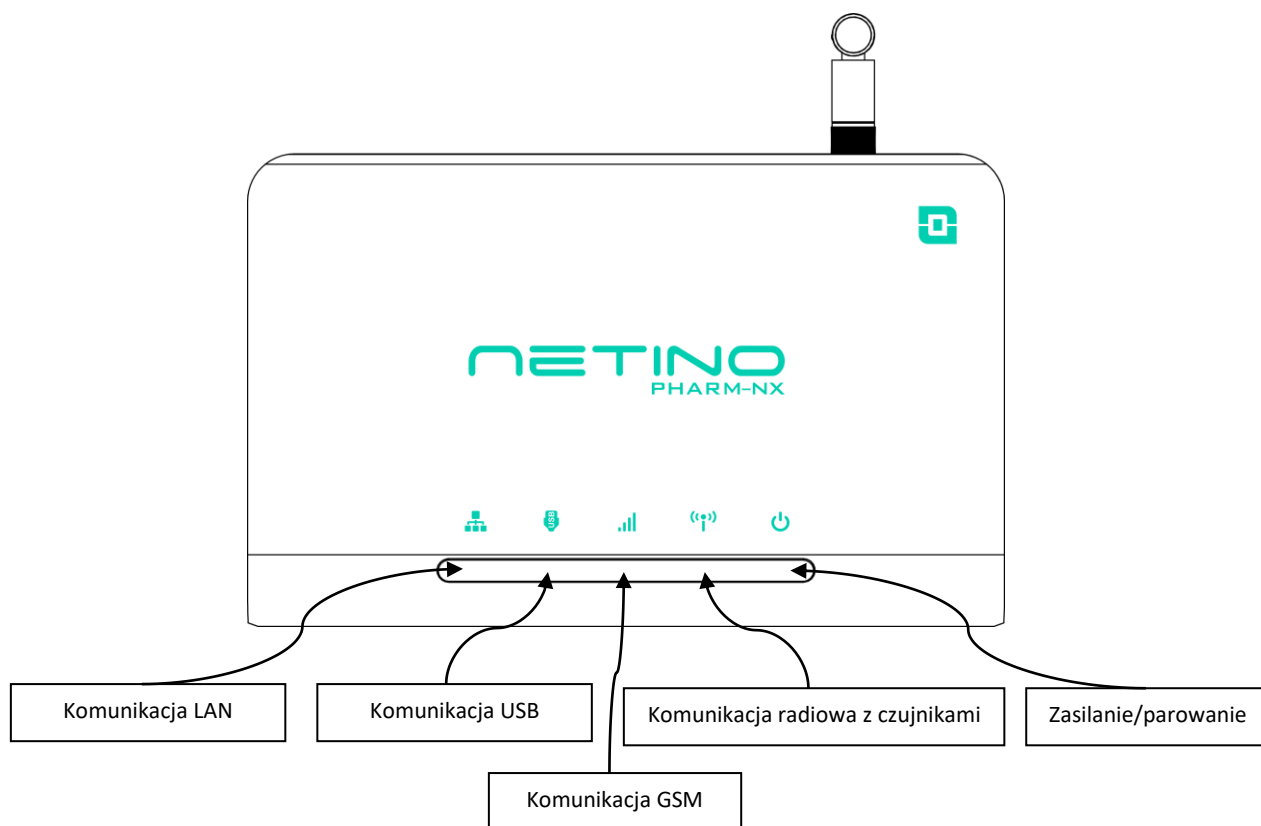 NETINO
PHARM-NX
USB
Komunikacja LAN
Komunikacja USB
Komunikacja radiowa z czujnikami
Zasilanie/parowanie
Komunikacja GSM